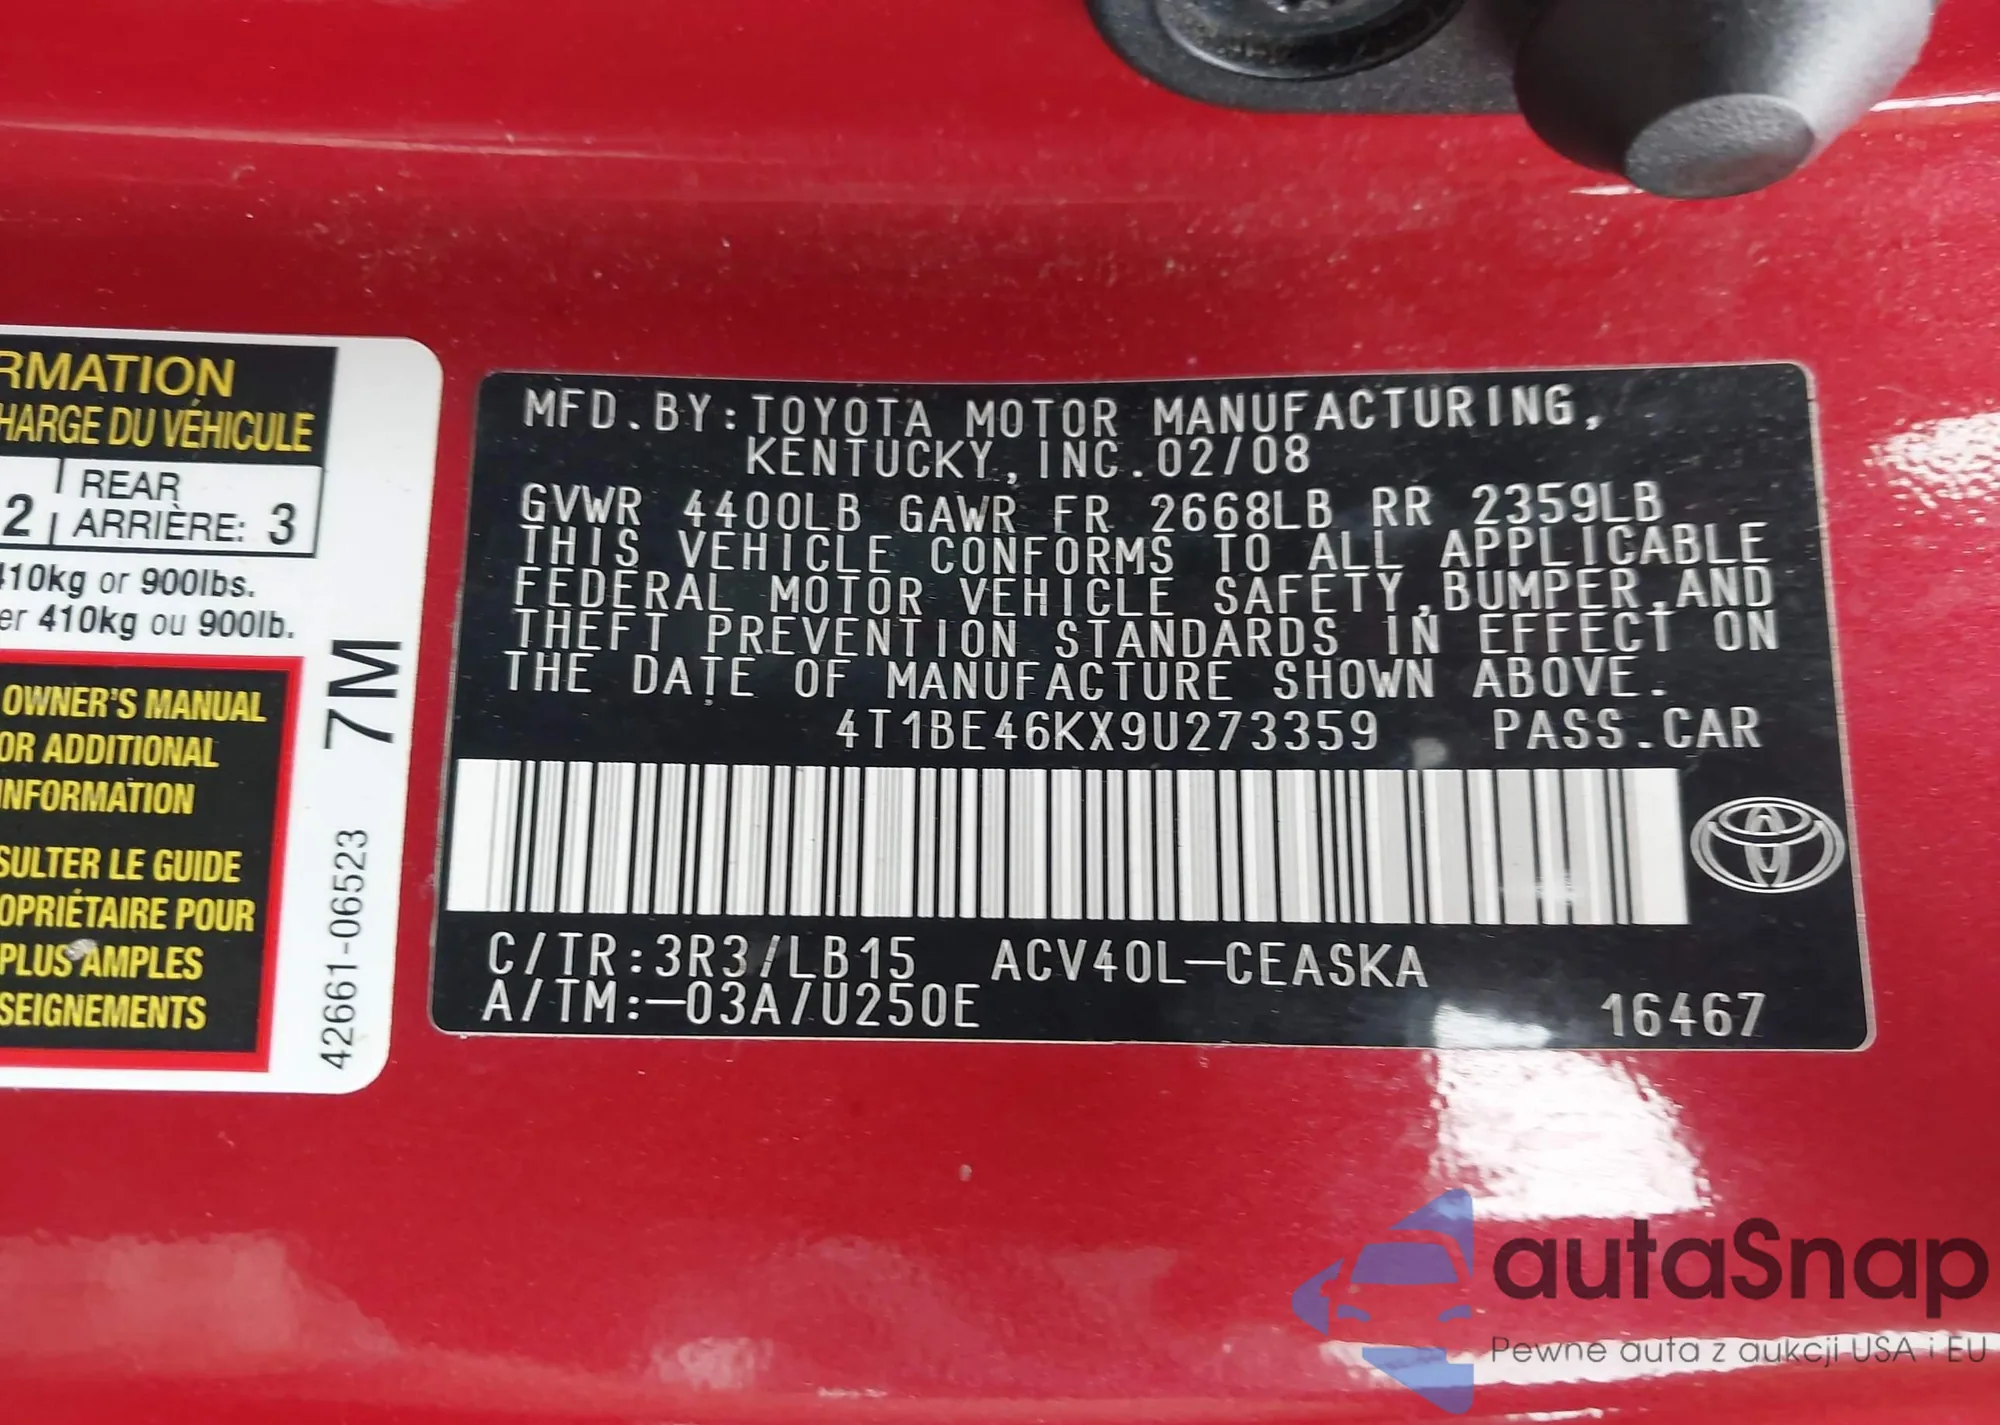 RMATION
HARGE DU VÉHICULE
2 | REAR
ARRIÈRE: 3
410kg or 900lbs.
er 410kg ou 900lb.
OWNER'S MANUAL
OR ADDITIONAL
INFORMATION
SULTER LE GUIDE
OPRIÉTAIRE POUR
PLUS AMPLES
SEIGNEMENTS
42661-06523 7M
MFD.BY:TOYOTA MOTOR MANUFACTURING,
KENTUCKY,INC.02/08
GVWR 4400LB GAWR FR 2668LB RR 2359LB
THIS VEHICLE CONFORMS TO ALL APPLICABLE
FEDERAL MOTOR VEHICLE SAFETY,BUMPER,AND
THEFT PREVENTION STANDARDS IN EFFECT ON
THE DATE OF MANUFACTURE SHOWN ABOVE.
4T1BE46KX9U273359 PASS.CAR
C/TR:3R3/LB15 ACV40L-CEASKA
A/TM:-03A/U250E
16467
autaSnap
Pewne auta z aukcji USA i EU